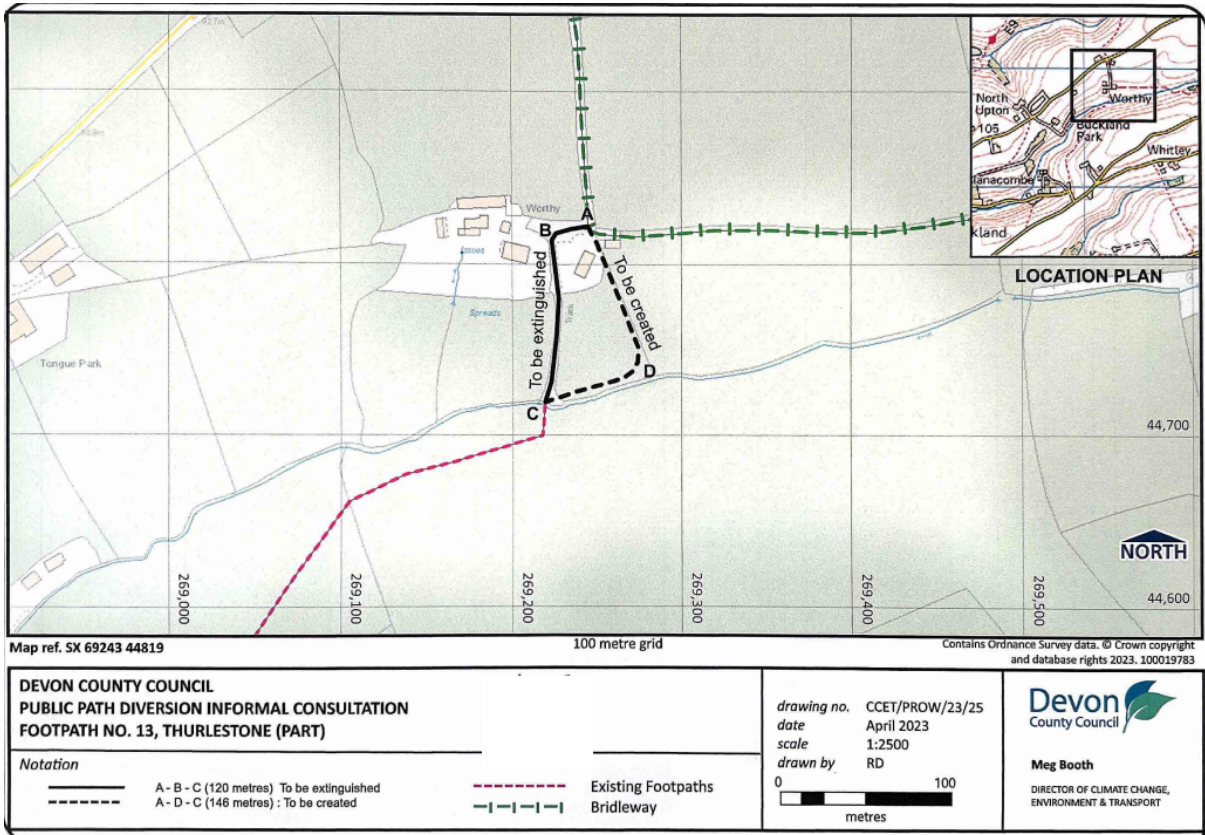 Worthy
Issues
Spreads
Track
Tongue Park
A
B
C
D
To be extinguished
To be created
269,000
269,100
269,200
269,300
269,400
269,500
44,700
44,600
NORTH
North
Upton
105
Worthy
Buckland
Park
Whitley
kland
LOCATION PLAN
Map ref. SX 69243 44819
100 metre grid
Contains Ordnance Survey data. © Crown copyright
and database rights 2023. 100019783
DEVON COUNTY COUNCIL
PUBLIC PATH DIVERSION INFORMAL CONSULTATION
FOOTPATH NO. 13, THURLESTONE (PART)
Notation
A - B - C (120 metres) To be extinguished
A - D - C (146 metres) : To be created
Existing Footpaths
Bridleway
drawing no. CCET/PROW/23/25
date April 2023
scale 1:2500
drawn by RD
0 100
metres
Devon
County Council
Meg Booth
DIRECTOR OF CLIMATE CHANGE,
ENVIRONMENT & TRANSPORT